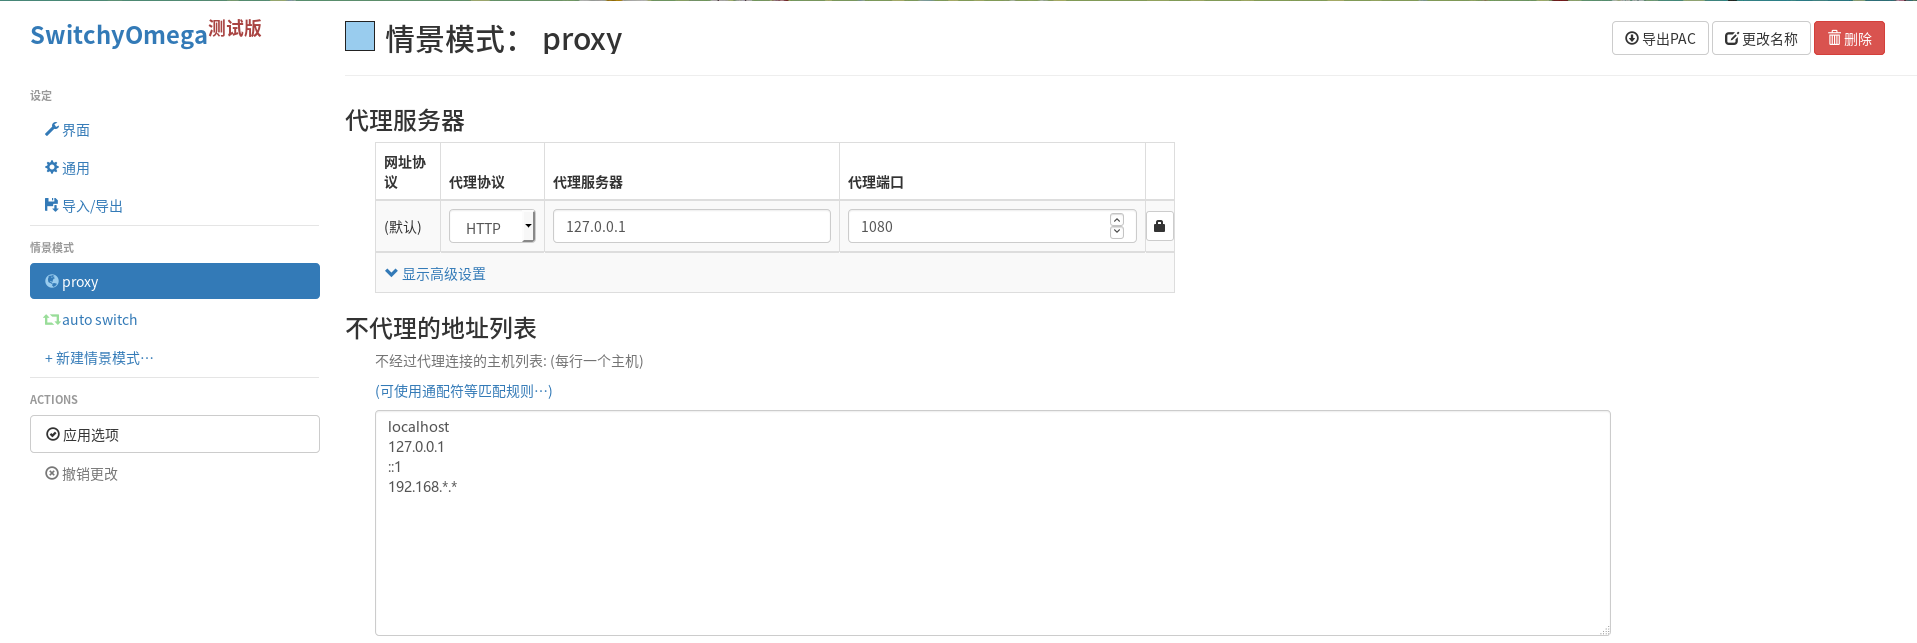 SwitchyOmega测试版
设定
界面
通用
导入/导出
情景模式
proxy
auto switch
+ 新建情景模式…
ACTIONS
应用选项
撤销更改
情景模式： proxy
导出PAC
更改名称
删除
代理服务器
网址协议
代理协议
代理服务器
代理端口
(默认)
HTTP
127.0.0.1
1080
显示高级设置
不代理的地址列表
不经过代理连接的主机列表: (每行一个主机)
(可使用通配符等匹配规则…)
localhost
127.0.0.1
::1
192.168.*.*